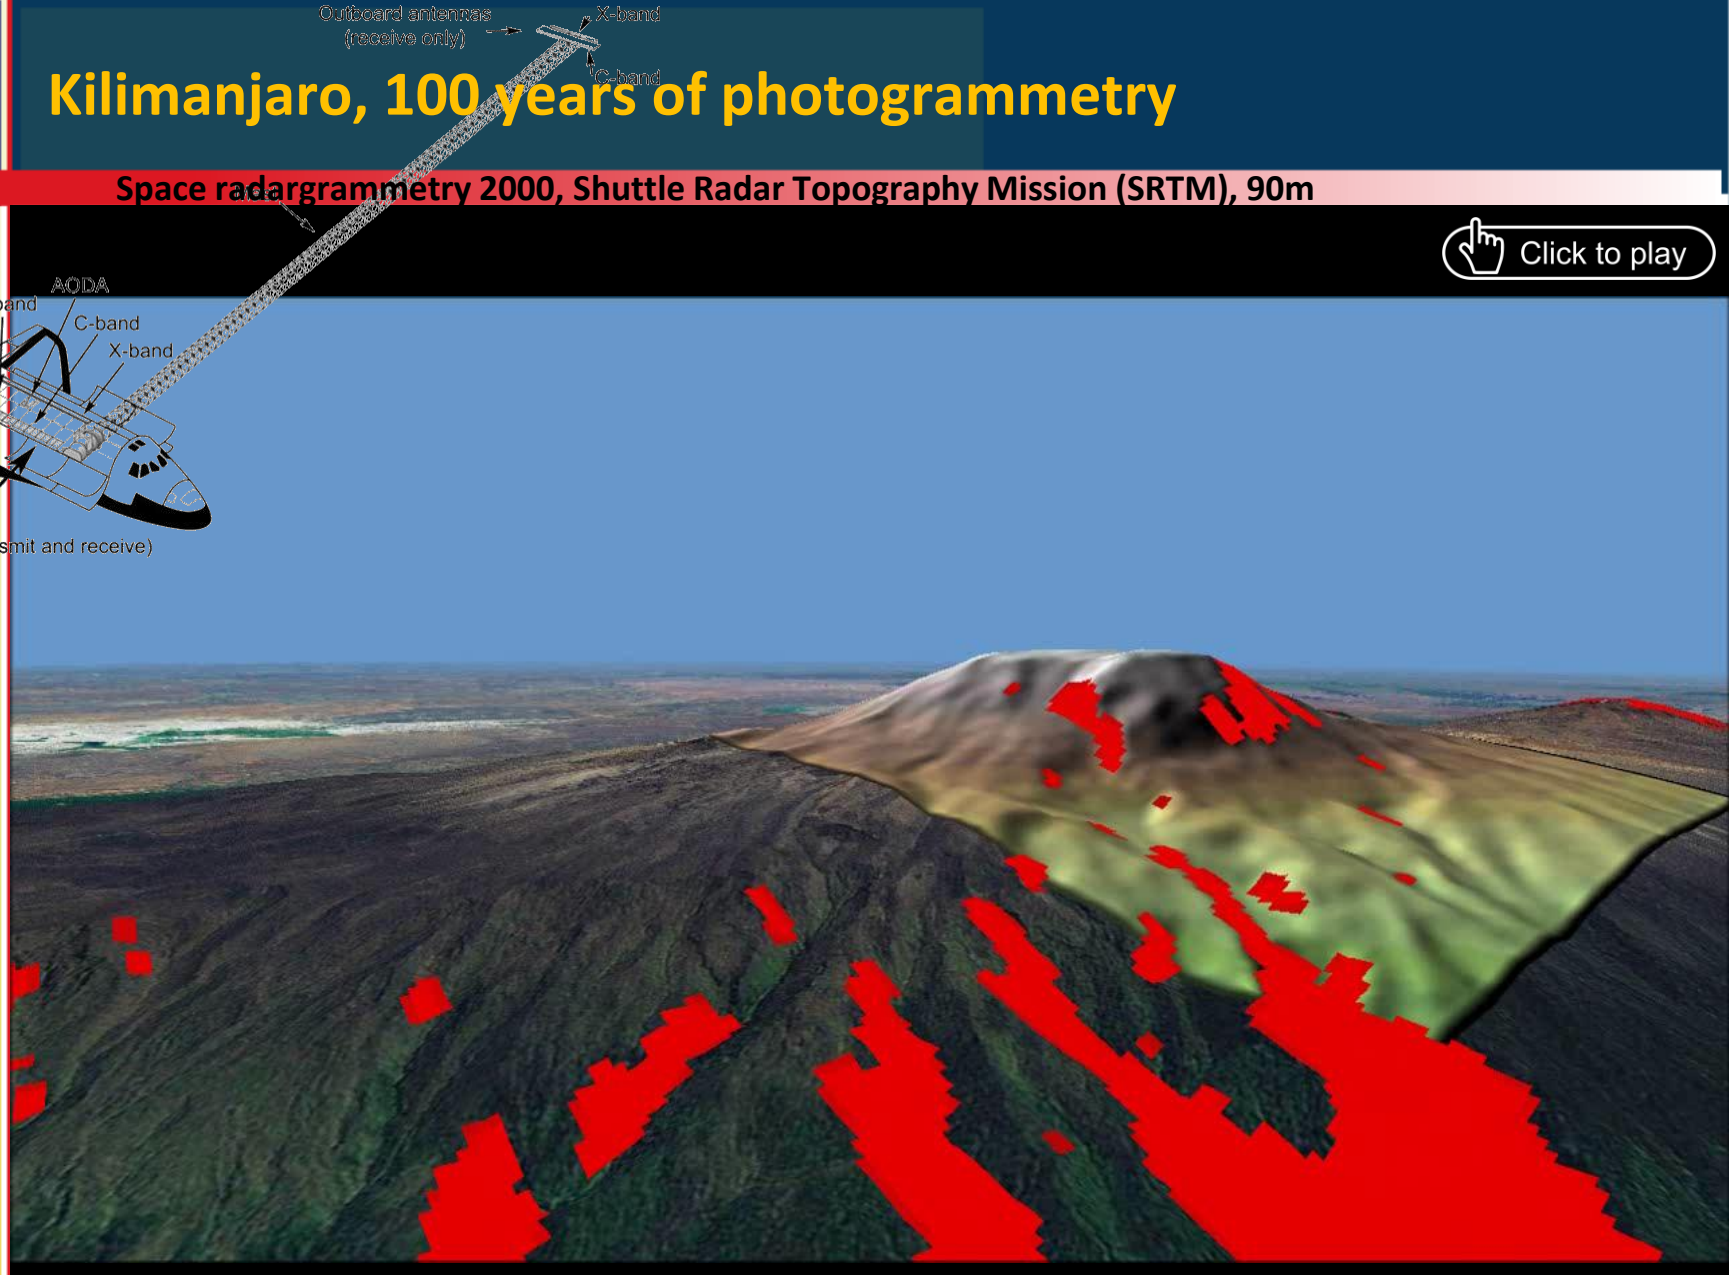 Outboard antennas
(receive only)
X-band
C-band
Kilimanjaro, 100 years of photogrammetry
Space radargrammetry 2000, Shuttle Radar Topography Mission (SRTM), 90m
Click to play
AODA
C-band
X-band
and receive)